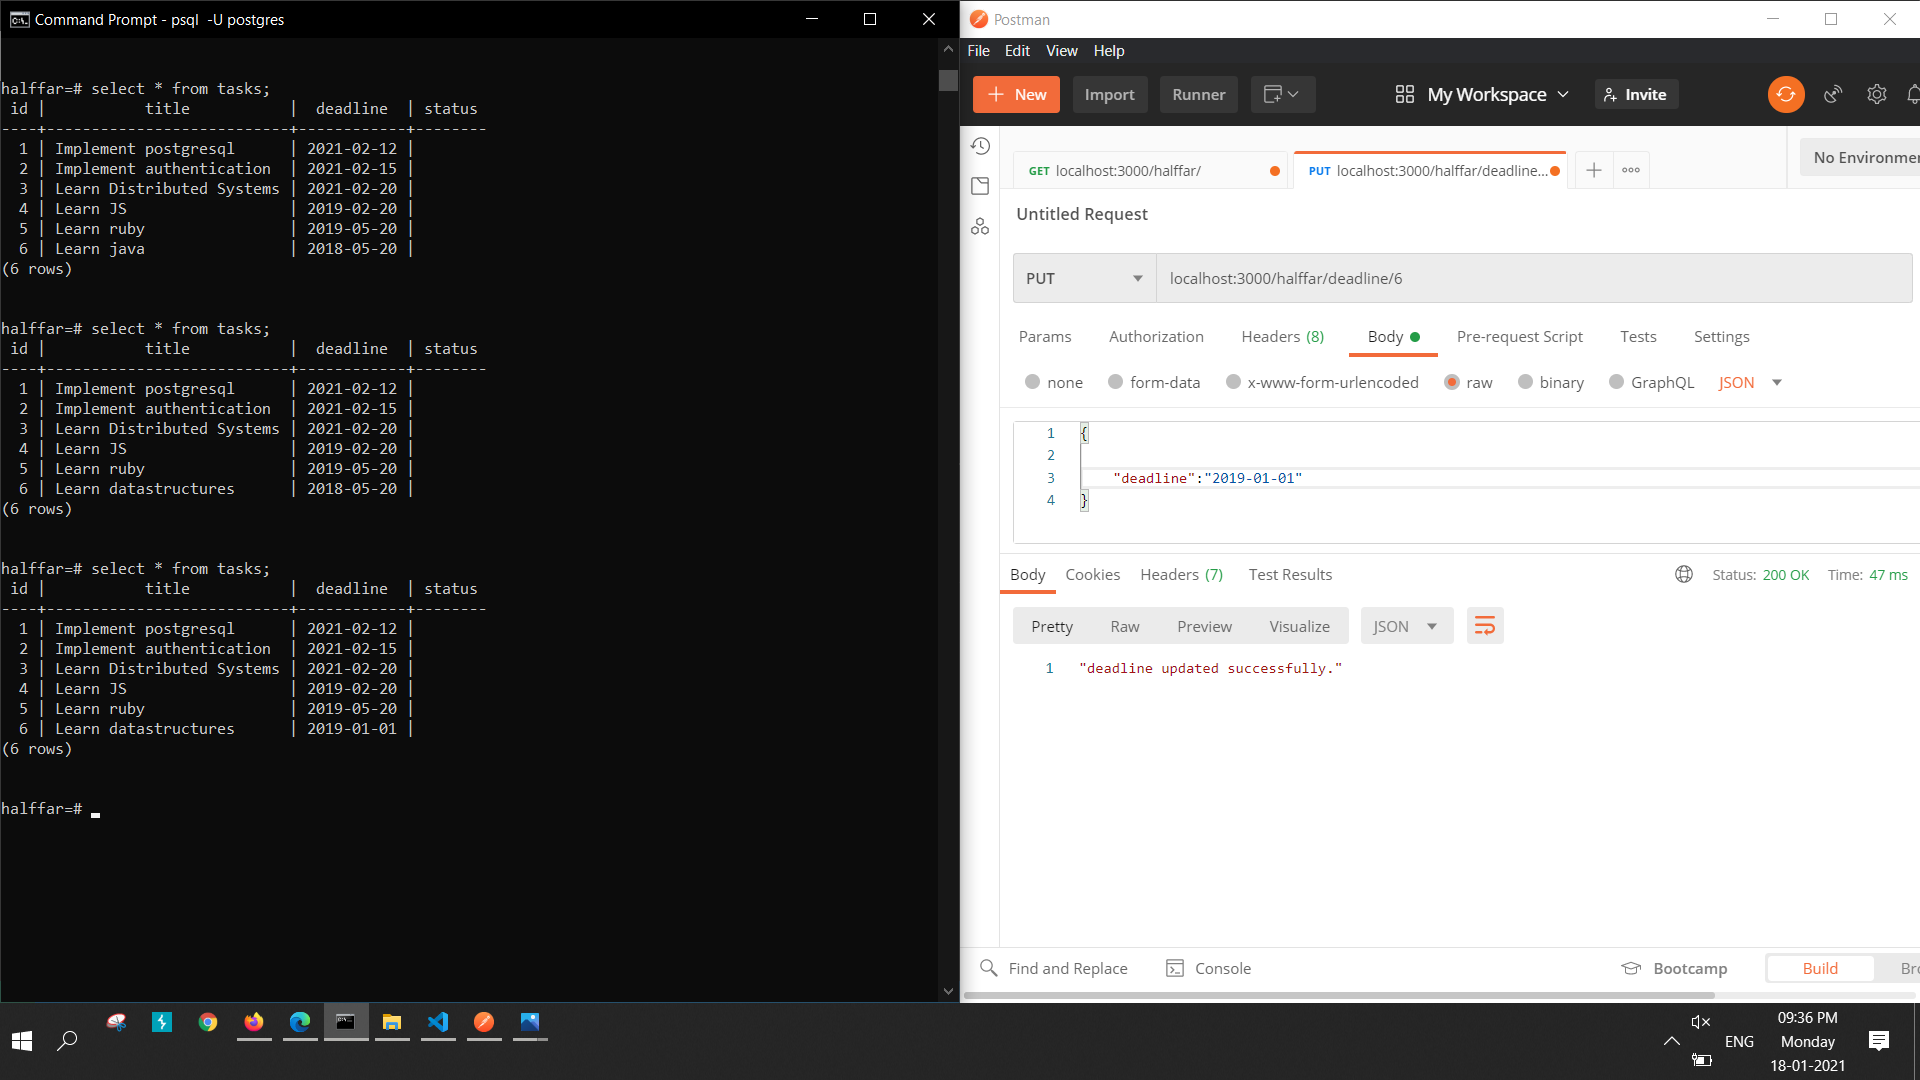 Command Prompt - psql  -U postgres
halffar=# select * from tasks;
 id |           title           |  deadline  | status
----+---------------------------+------------+--------
  1 | Implement postgresql      | 2021-02-12 |
  2 | Implement authentication  | 2021-02-15 |
  3 | Learn Distributed Systems | 2021-02-20 |
  4 | Learn JS                  | 2019-02-20 |
  5 | Learn ruby                | 2019-05-20 |
  6 | Learn java                | 2018-05-20 |
(6 rows)
halffar=# select * from tasks;
 id |           title           |  deadline  | status
----+---------------------------+------------+--------
  1 | Implement postgresql      | 2021-02-12 |
  2 | Implement authentication  | 2021-02-15 |
  3 | Learn Distributed Systems | 2021-02-20 |
  4 | Learn JS                  | 2019-02-20 |
  5 | Learn ruby                | 2019-05-20 |
  6 | Learn datastructures      | 2018-05-20 |
(6 rows)
halffar=# select * from tasks;
 id |           title           |  deadline  | status
----+---------------------------+------------+--------
  1 | Implement postgresql      | 2021-02-12 |
  2 | Implement authentication  | 2021-02-15 |
  3 | Learn Distributed Systems | 2021-02-20 |
  4 | Learn JS                  | 2019-02-20 |
  5 | Learn ruby                | 2019-05-20 |
  6 | Learn datastructures      | 2019-01-01 |
(6 rows)
halffar=#
Postman
File Edit View Help
+ New Import Runner My Workspace Invite
GET localhost:3000/halffar/ PUT localhost:3000/halffar/deadline... No Environmen
Untitled Request
PUT localhost:3000/halffar/deadline/6
Params Authorization Headers (8) Body Pre-request Script Tests Settings
none form-data x-www-form-urlencoded raw binary GraphQL JSON
1 {
2
3 "deadline":"2019-01-01"
4 }
Body Cookies Headers (7) Test Results Status: 200 OK Time: 47 ms
Pretty Raw Preview Visualize JSON
1 "deadline updated successfully."
Find and Replace Console Bootcamp Build Bro
09:36 PM
ENG Monday
18-01-2021